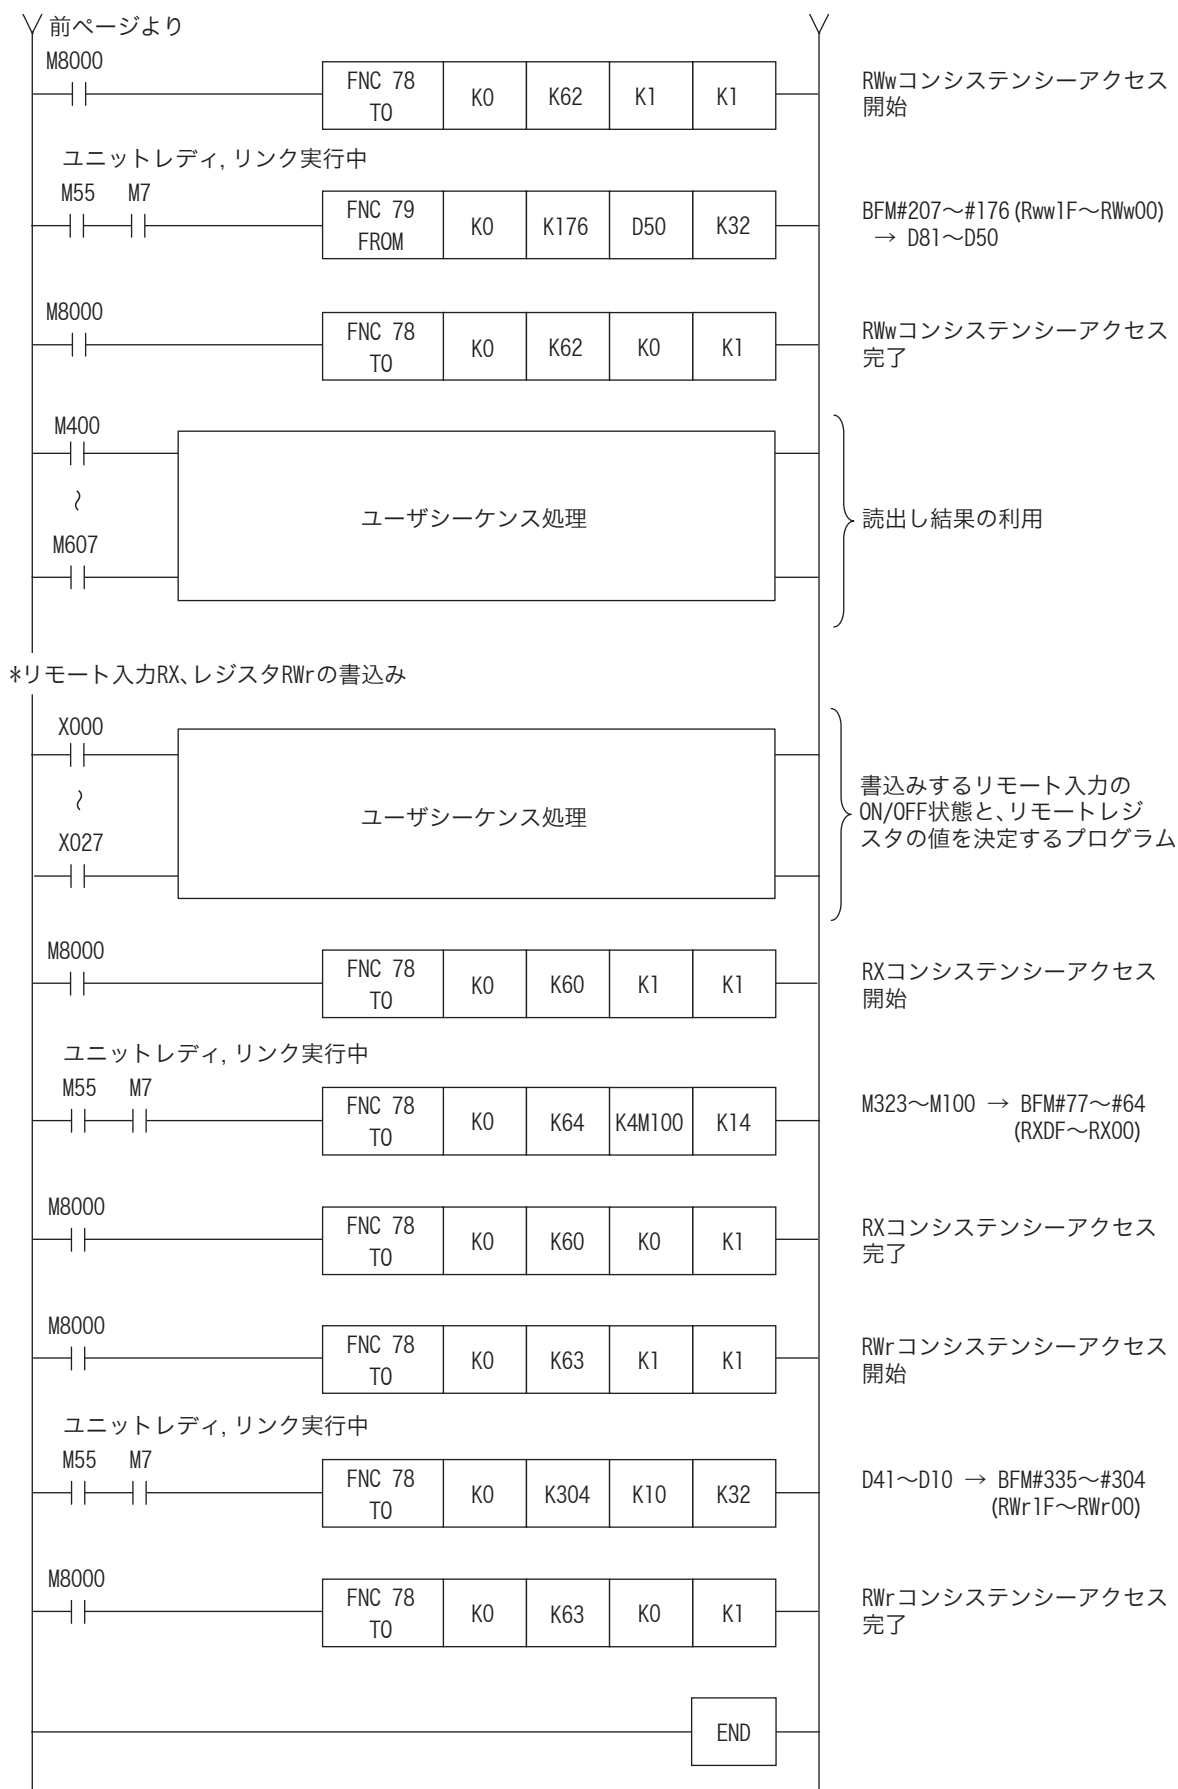 前ページより
M8000
FNC 78
TO
K0
K62
K1
K1
RWwコンシステンシーアクセス
開始
ユニットレディ, リンク実行中
M55
M7
FNC 79
FROM
K0
K176
D50
K32
BFM#207～#176(Rww1F～RWw00)
→ D81～D50
M8000
FNC 78
TO
K0
K62
K0
K1
RWwコンシステンシーアクセス
完了
M400
～
M607
ユーザシーケンス処理
読出し結果の利用
*リモート入力RX、レジスタRWrの書込み
X000
～
X027
ユーザシーケンス処理
書込みするリモート入力の
ON/OFF状態と、リモートレジ
スタの値を決定するプログラム
M8000
FNC 78
TO
K0
K60
K1
K1
RXコンシステンシーアクセス
開始
ユニットレディ, リンク実行中
M55
M7
FNC 78
TO
K0
K64
K4M100
K14
M323～M100 → BFM#77～#64
(RXDF～RX00)
M8000
FNC 78
TO
K0
K60
K0
K1
RXコンシステンシーアクセス
完了
M8000
FNC 78
TO
K0
K63
K1
K1
RWrコンシステンシーアクセス
開始
ユニットレディ, リンク実行中
M55
M7
FNC 78
TO
K0
K304
K10
K32
D41～D10 → BFM#335～#304
(RWr1F～RWr00)
M8000
FNC 78
TO
K0
K63
K0
K1
RWrコンシステンシーアクセス
完了
END